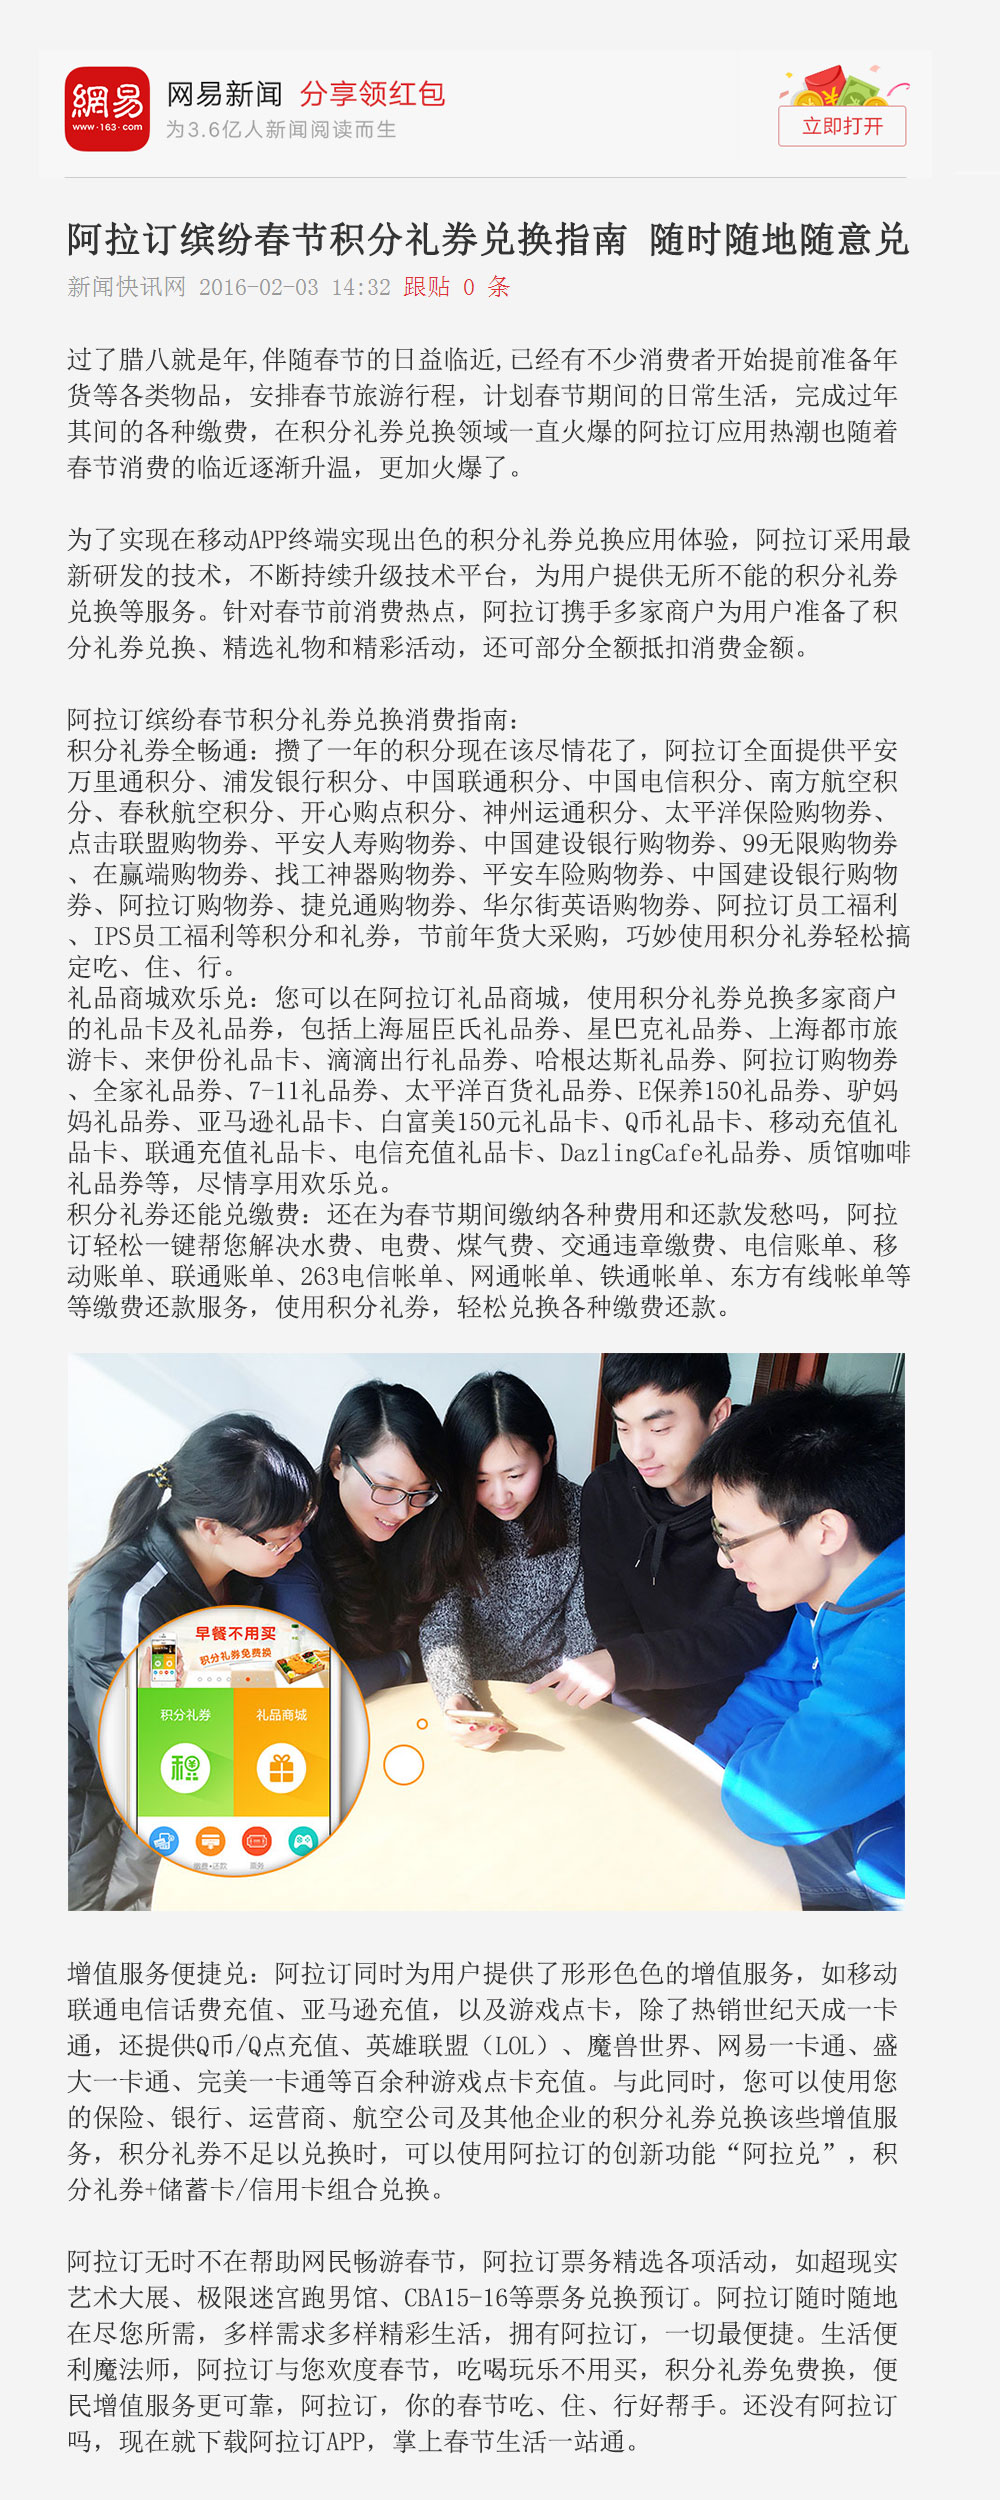 網易
www·163·com
网易新闻 分享领红包
为3.6亿人新闻阅读而生
立即打开
阿拉订缤纷春节积分礼券兑换指南 随时随地随意兑
新闻快讯网 2016-02-03 14:32 跟贴 0 条
过了腊八就是年,伴随春节的日益临近,已经有不少消费者开始提前准备年
货等各类物品，安排春节旅游行程，计划春节期间的日常生活，完成过年
其间的各种缴费，在积分礼券兑换领域一直火爆的阿拉订应用热潮也随着
春节消费的临近逐渐升温，更加火爆了。
为了实现在移动APP终端实现出色的积分礼券兑换应用体验，阿拉订采用最
新研发的技术，不断持续升级技术平台，为用户提供无所不能的积分礼券
兑换等服务。针对春节前消费热点，阿拉订携手多家商户为用户准备了积
分礼券兑换、精选礼物和精彩活动，还可部分全额抵扣消费金额。
阿拉订缤纷春节积分礼券兑换消费指南：
积分礼券全畅通：攒了一年的积分现在该尽情花了，阿拉订全面提供平安
万里通积分、浦发银行积分、中国联通积分、中国电信积分、南方航空积
分、春秋航空积分、开心购点积分、神州运通积分、太平洋保险购物券、
点击联盟购物券、平安人寿购物券、中国建设银行购物券、99无限购物券
、在赢端购物券、找工神器购物券、平安车险购物券、中国建设银行购物
券、阿拉订购物券、捷兑通购物券、华尔街英语购物券、阿拉订员工福利
、IPS员工福利等积分和礼券，节前年货大采购，巧妙使用积分礼券轻松搞
定吃、住、行。
礼品商城欢乐兑：您可以在阿拉订礼品商城，使用积分礼券兑换多家商户
的礼品卡及礼品券，包括上海屈臣氏礼品券、星巴克礼品券、上海都市旅
游卡、来伊份礼品卡、滴滴出行礼品券、哈根达斯礼品券、阿拉订购物券
、全家礼品券、7-11礼品券、太平洋百货礼品券、E保养150礼品券、驴妈
妈礼品券、亚马逊礼品卡、白富美150元礼品卡、Q币礼品卡、移动充值礼
品卡、联通充值礼品卡、电信充值礼品卡、DazlingCafe礼品券、质馆咖啡
礼品券等，尽情享用欢乐兑。
积分礼券还能兑缴费：还在为春节期间缴纳各种费用和还款发愁吗，阿拉
订轻松一键帮您解决水费、电费、煤气费、交通违章缴费、电信账单、移
动账单、联通账单、263电信帐单、网通帐单、铁通帐单、东方有线帐单等
等缴费还款服务，使用积分礼券，轻松兑换各种缴费还款。
早餐不用买
积分礼券免费换
积分礼券 礼品商城
积
缴费•还款 票务
增值服务便捷兑：阿拉订同时为用户提供了形形色色的增值服务，如移动
联通电信话费充值、亚马逊充值，以及游戏点卡，除了热销世纪天成一卡
通，还提供Q币/Q点充值、英雄联盟（LOL）、魔兽世界、网易一卡通、盛
大一卡通、完美一卡通等百余种游戏点卡充值。与此同时，您可以使用您
的保险、银行、运营商、航空公司及其他企业的积分礼券兑换该些增值服
务，积分礼券不足以兑换时，可以使用阿拉订的创新功能“阿拉兑”，积
分礼券+储蓄卡/信用卡组合兑换。
阿拉订无时不在帮助网民畅游春节，阿拉订票务精选各项活动，如超现实
艺术大展、极限迷宫跑男馆、CBA15-16等票务兑换预订。阿拉订随时随地
在尽您所需，多样需求多样精彩生活，拥有阿拉订，一切最便捷。生活便
利魔法师，阿拉订与您欢度春节，吃喝玩乐不用买，积分礼券免费换，便
民增值服务更可靠，阿拉订，你的春节吃、住、行好帮手。还没有阿拉订
吗，现在就下载阿拉订APP，掌上春节生活一站通。